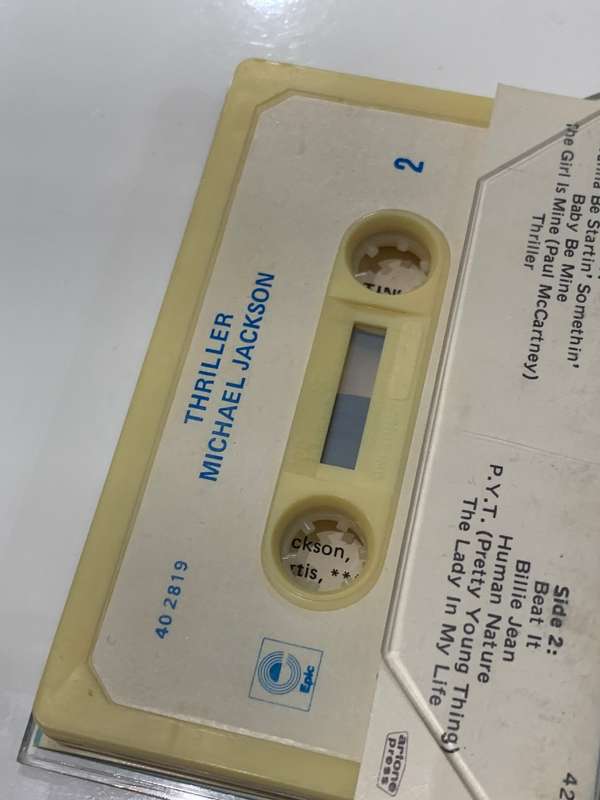 2
THRILLER
MICHAEL JACKSON
402819
Epic
ckson,
rtis, **
Be Startin' Somethin'
Baby Be Mine
The Girl Is Mine (Paul McCartney)
Thriller
Side 2:
Beat It
Billie Jean
Human Nature
P.Y.T. (Pretty Young Thing)
The Lady In My Life
arione
press
42